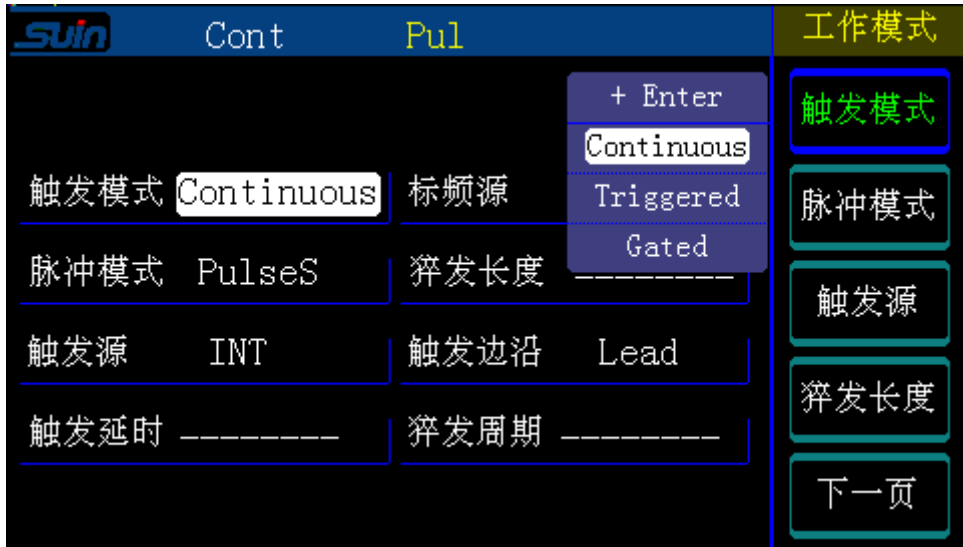 suin Cont Pul 工作模式
+ Enter
Continuous
Triggered
Gated
触发模式 Continuous 标频源
脉冲模式 PulseS 猝发长度 --------
触发源 INT 触发边沿 Lead
触发延时 -------- 猝发周期 --------
触发模式
脉冲模式
触发源
猝发长度
下一页